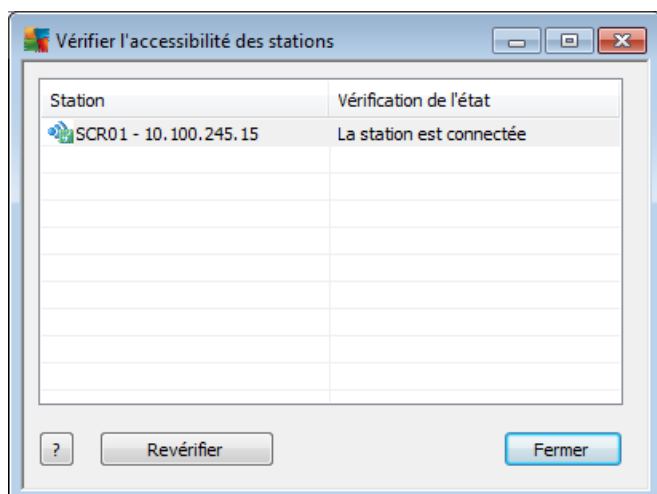 Vérifier l'accessibilité des stations
Station Vérification de l'état
SCR01 - 10.100.245.15 La station est connectée
? Revérifier Fermer